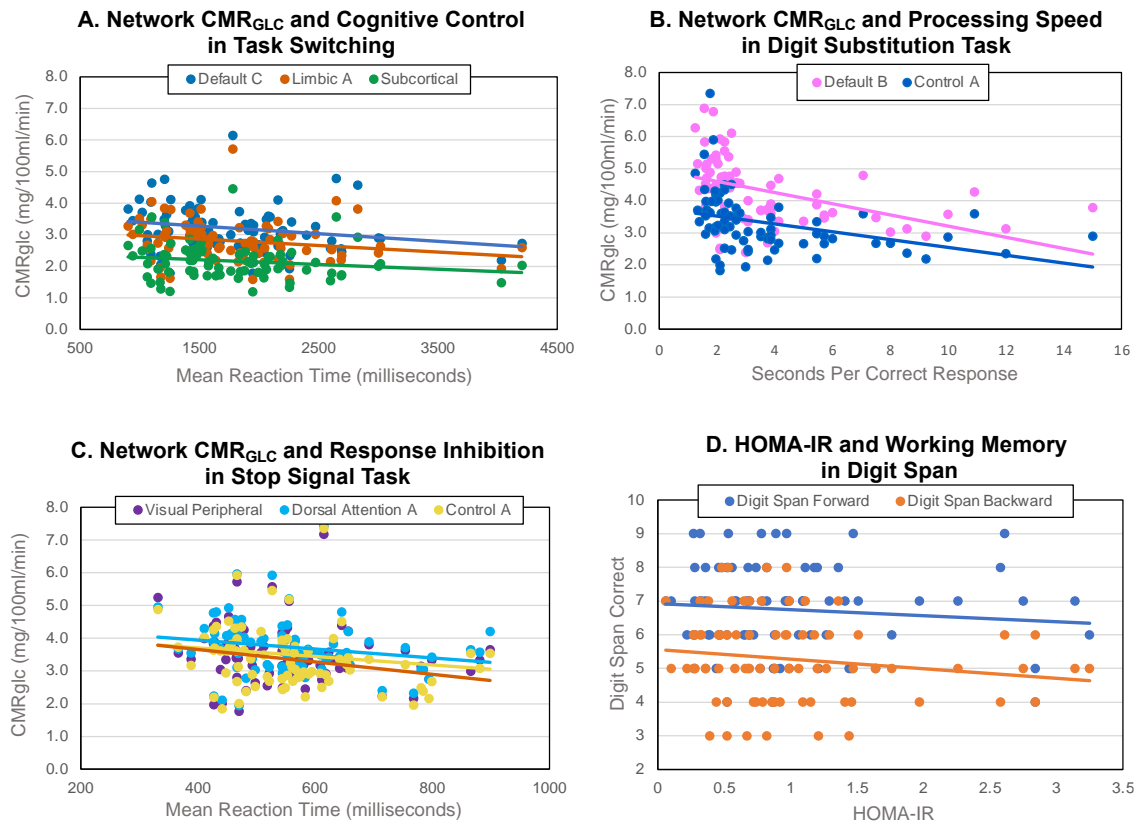 A. Network CMRGLC and Cognitive Control
in Task Switching
Default C Limbic A Subcortical
CMRglc (mg/100ml/min)
8.0
7.0
6.0
5.0
4.0
3.0
2.0
1.0
0.0
500 1500 2500 3500 4500
Mean Reaction Time (milliseconds)
B. Network CMRGLC and Processing Speed
in Digit Substitution Task
Default B Control A
CMRglc (mg/100ml/min)
8.0
7.0
6.0
5.0
4.0
3.0
2.0
1.0
0.0
0 2 4 6 8 10 12 14 16
Seconds Per Correct Response
C. Network CMRGLC and Response Inhibition
in Stop Signal Task
Visual Peripheral Dorsal Attention A Control A
CMRglc (mg/100ml/min)
8.0
7.0
6.0
5.0
4.0
3.0
2.0
1.0
0.0
200 400 600 800 1000
Mean Reaction Time (milliseconds)
D. HOMA-IR and Working Memory
in Digit Span
Digit Span Forward Digit Span Backward
Digit Span Correct
10
9
8
7
6
5
4
3
2
0 0.5 1 1.5 2 2.5 3 3.5
HOMA-IR